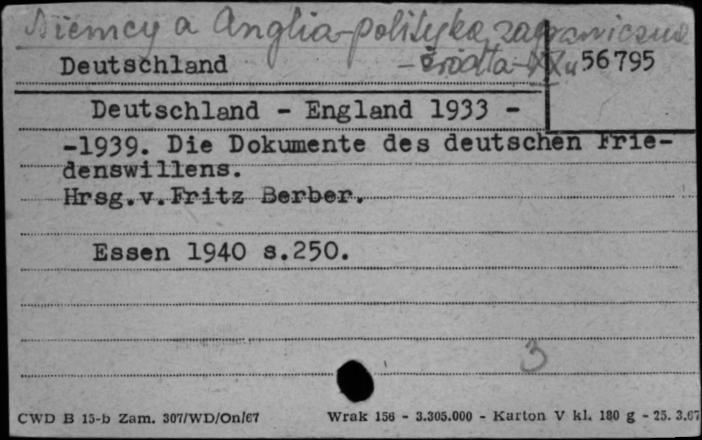 Niemcy a Anglia-polityka zagraniczna
Deutschland - źródła-XXw 56795
Deutschland - England 1933 -
-1939. Die Dokumente des deutschen Frie-
denswillens.
Hrsg.v.Fritz Berber.
Essen 1940 s.250.
3
CWD B 15-b Zam. 307/WD/On/67 Wrak 156 - 3.305.000 - Karton V kl. 180 g - 25. 3.67